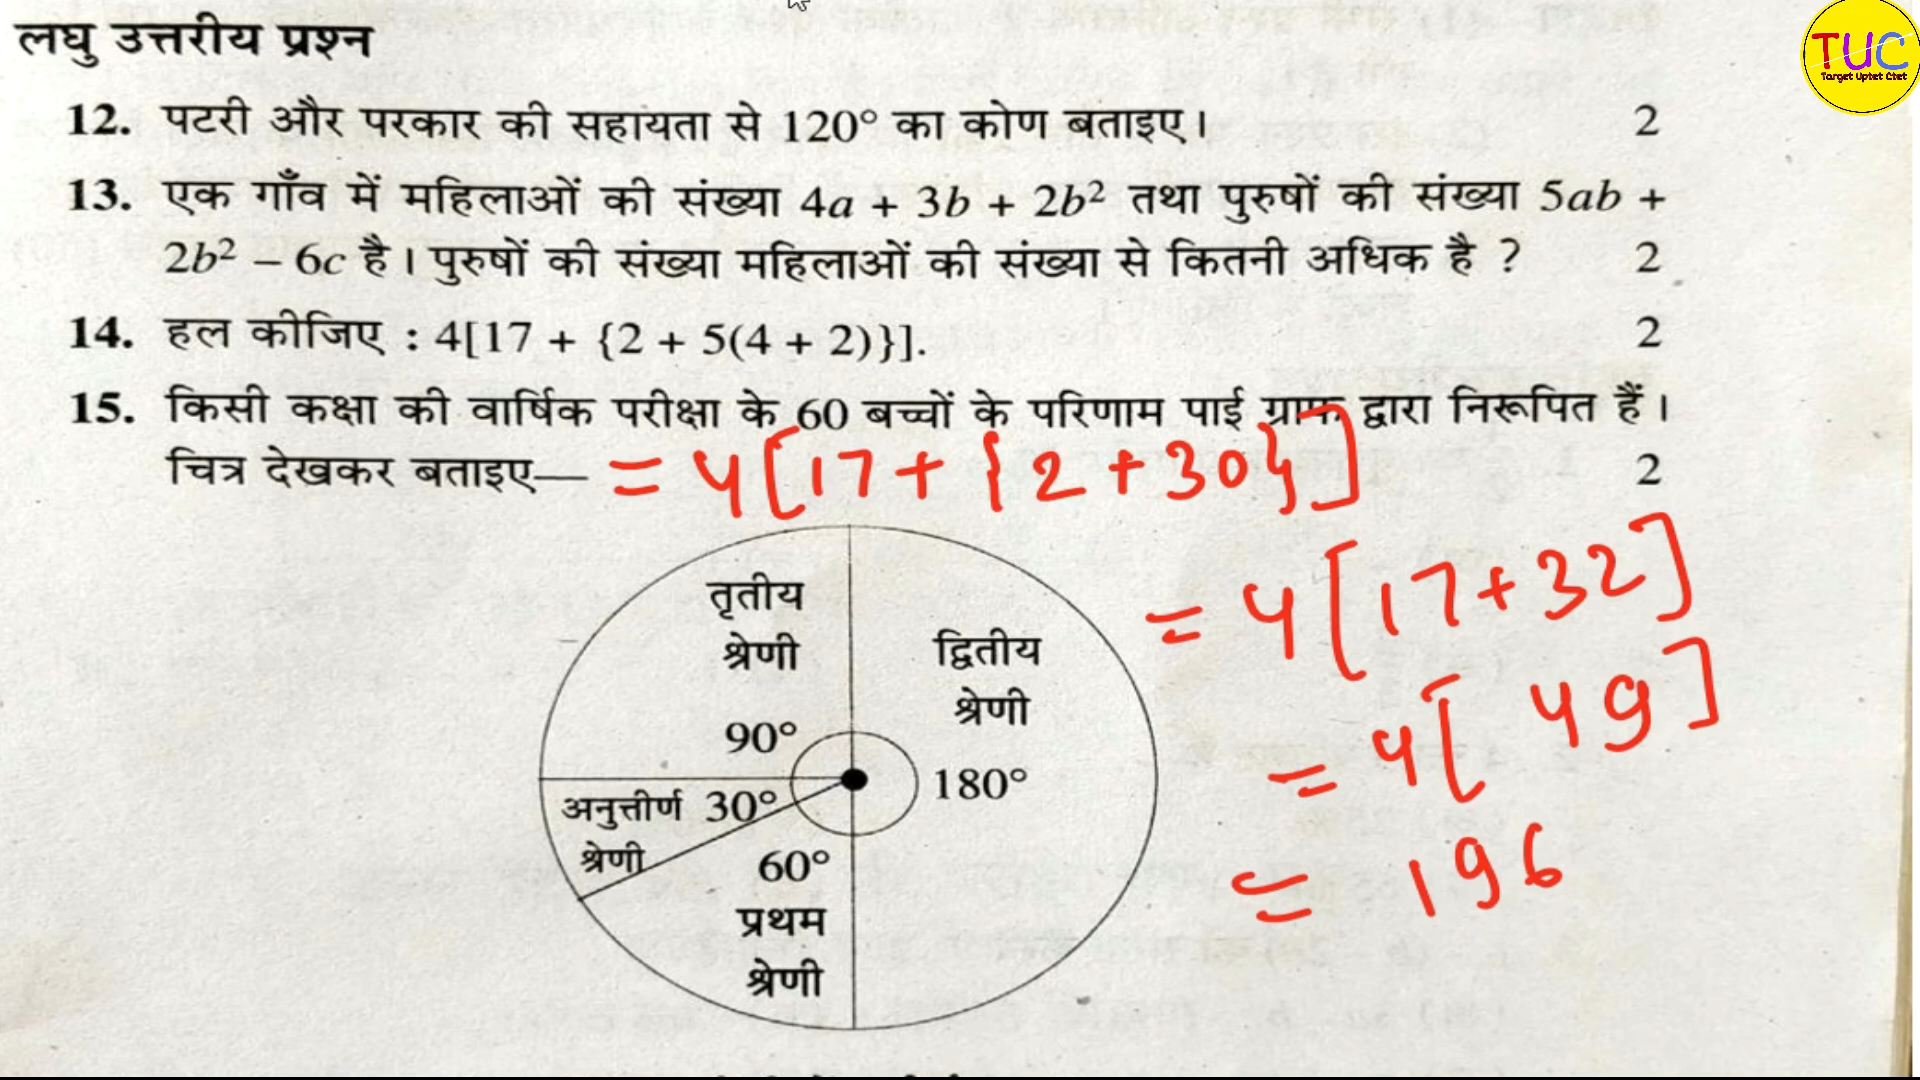 लघु उत्तरीय प्रश्न
TUC
Target Uptet Ctet
12. पटरी और परकार की सहायता से 120° का कोण बताइए। 2
13. एक गाँव में महिलाओं की संख्या 4a + 3b + 2b² तथा पुरुषों की संख्या 5ab +
2b² – 6c है। पुरुषों की संख्या महिलाओं की संख्या से कितनी अधिक है ? 2
14. हल कीजिए : 4[17 + {2 + 5(4 + 2)}]. 2
15. किसी कक्षा की वार्षिक परीक्षा के 60 बच्चों के परिणाम पाई ग्राफ द्वारा निरूपित हैं।
चित्र देखकर बताइए— 2
= 4[17+{2+30}]
= 4[17+32]
= 4[49]
= 196
तृतीय
श्रेणी
90°
द्वितीय
श्रेणी
180°
अनुत्तीर्ण 30°
श्रेणी
60°
प्रथम
श्रेणी